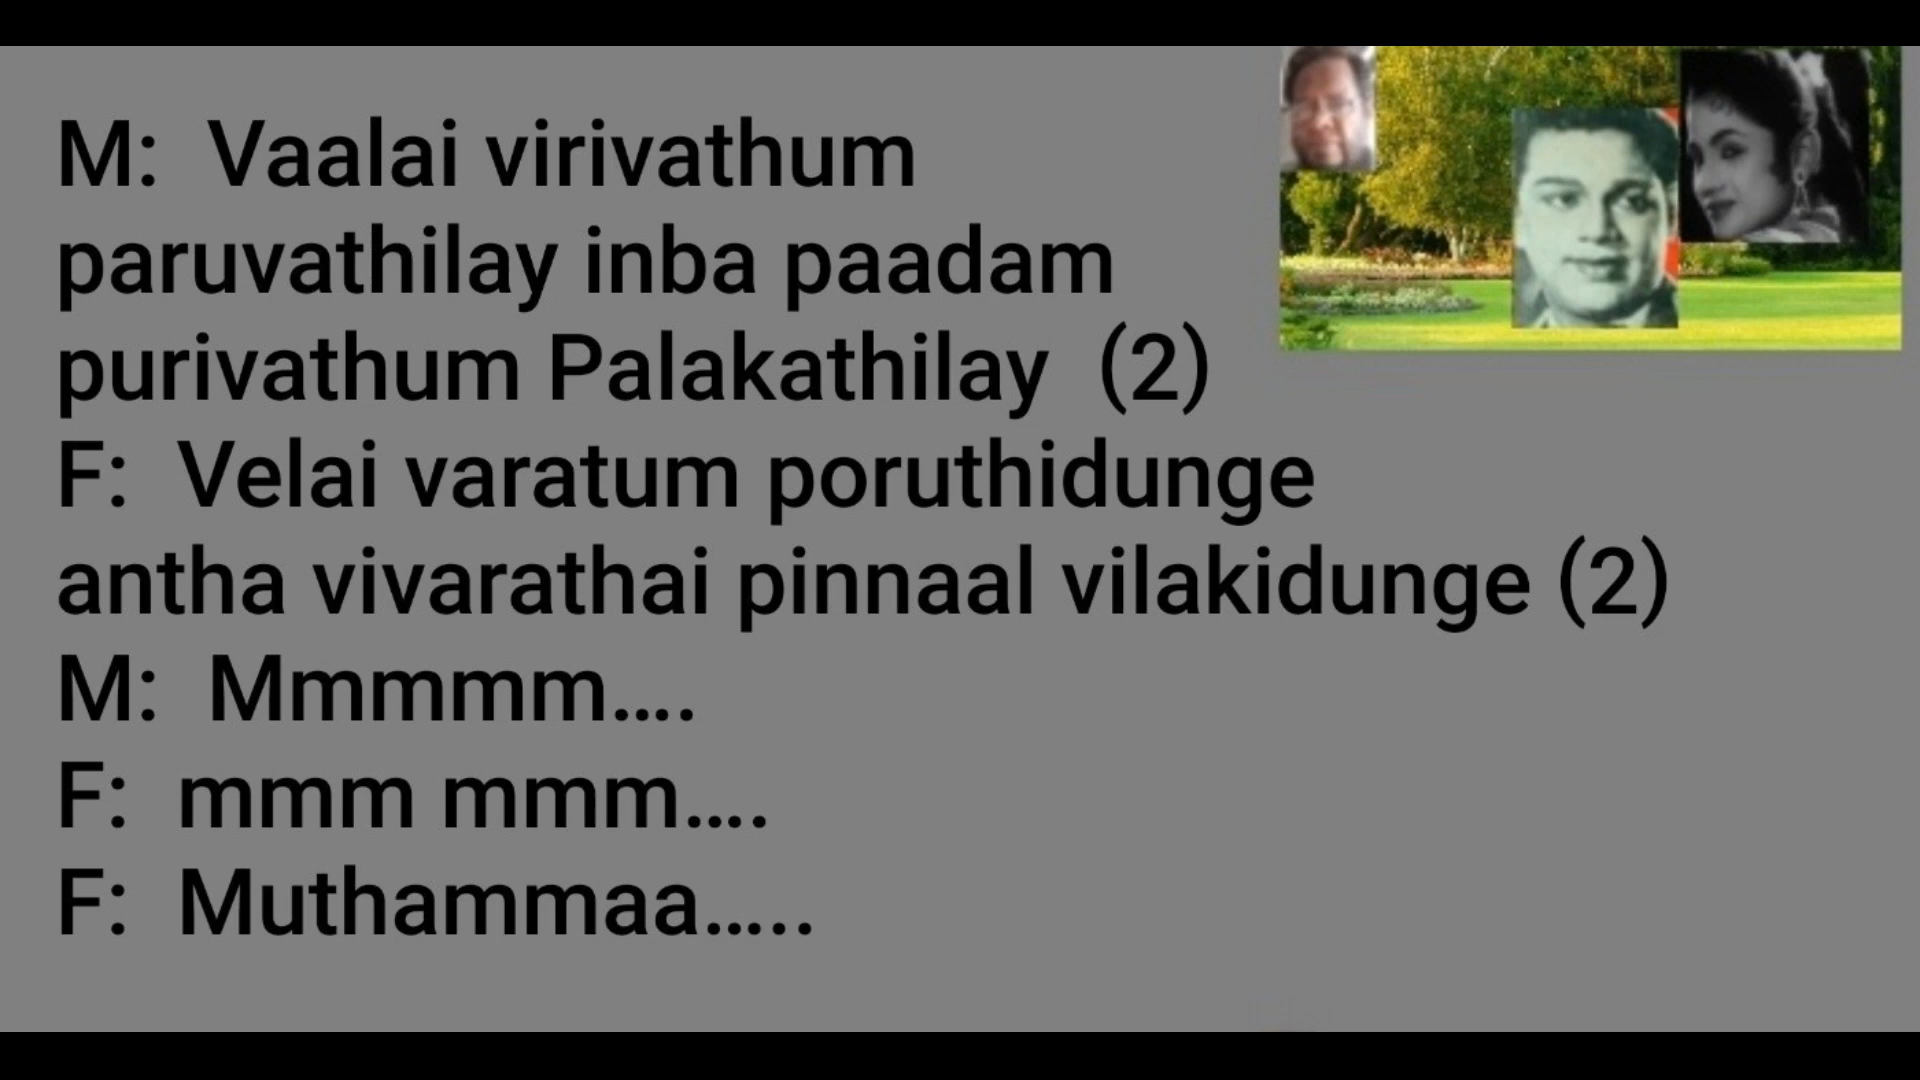 M:  Vaalai virivathum
paruvathilay inba paadam
purivathum Palakathilay  (2)
F:  Velai varatum poruthidunge
antha vivarathai pinnaal vilakidunge (2)
M:  Mmmmm....
F:  mmm mmm....
F:  Muthammaa.....